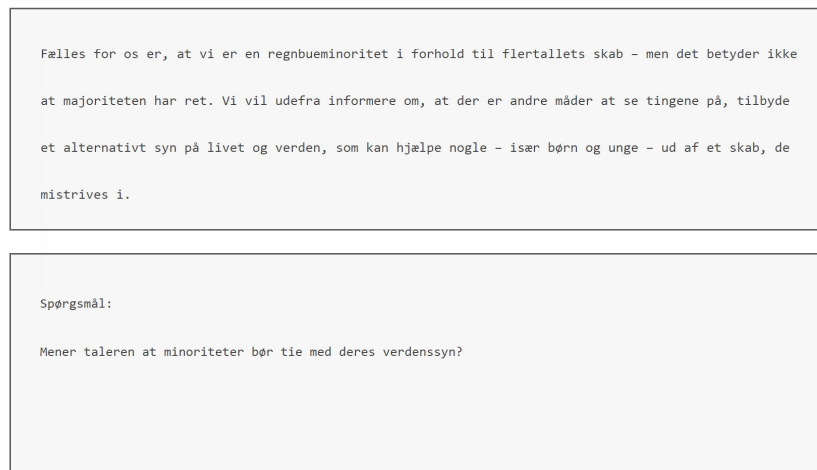 Fælles for os er, at vi er en regnbueminoritet i forhold til flertallets skab – men det betyder ikke
at majoriteten har ret. Vi vil udefra informere om, at der er andre måder at se tingene på, tilbyde
et alternativt syn på livet og verden, som kan hjælpe nogle – især børn og unge – ud af et skab, de
mistrives i.
Spørgsmål:
Mener taleren at minoriteter bør tie med deres verdenssyn?